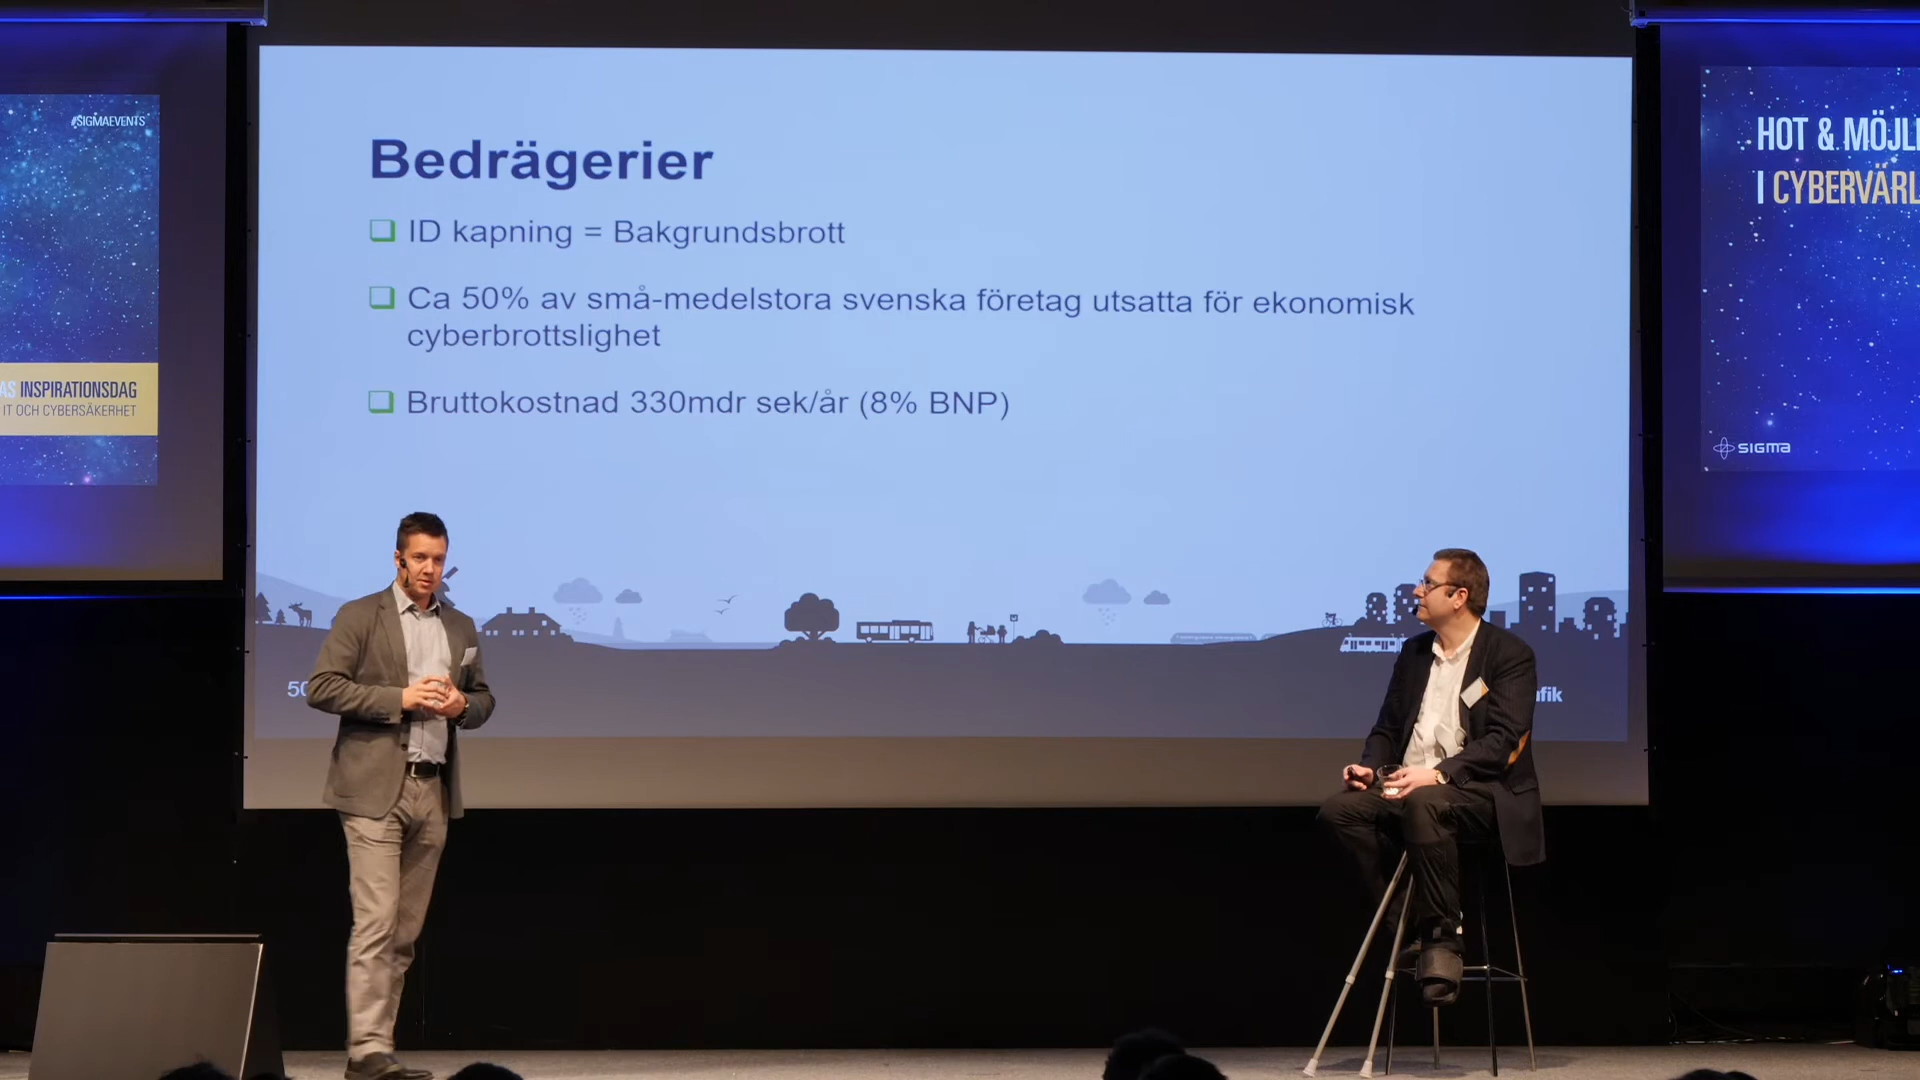 #SIGMAEVENTS
AS INSPIRATIONSDAG
IT OCH CYBERSÄKERHET
Bedrägerier
ID kapning = Bakgrundsbrott
Ca 50% av små-medelstora svenska företag utsatta för ekonomisk
cyberbrottslighet
Bruttokostnad 330mdr sek/år (8% BNP)
HOT & MÖJL
I CYBERVÄRL
SIGMA